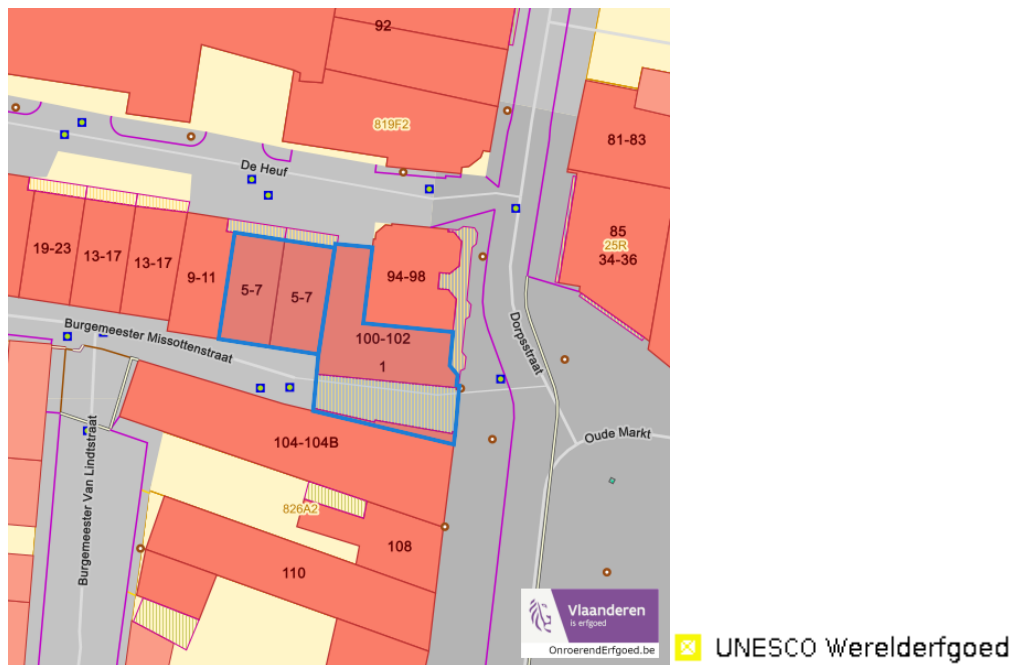 92
819F2
81-83
De Heuf
85
25R
34-36
19-23
13-17
13-17
9-11
5-7
5-7
94-98
100-102
1
Burgemeester Missottenstraat
Dorpsstraat
Oude Markt
104-104B
Burgemeester Van Lindtstraat
826A2
108
110
Vlaanderen
is erfgoed
OnroerendErfgoed.be
UNESCO Werelderfgoed